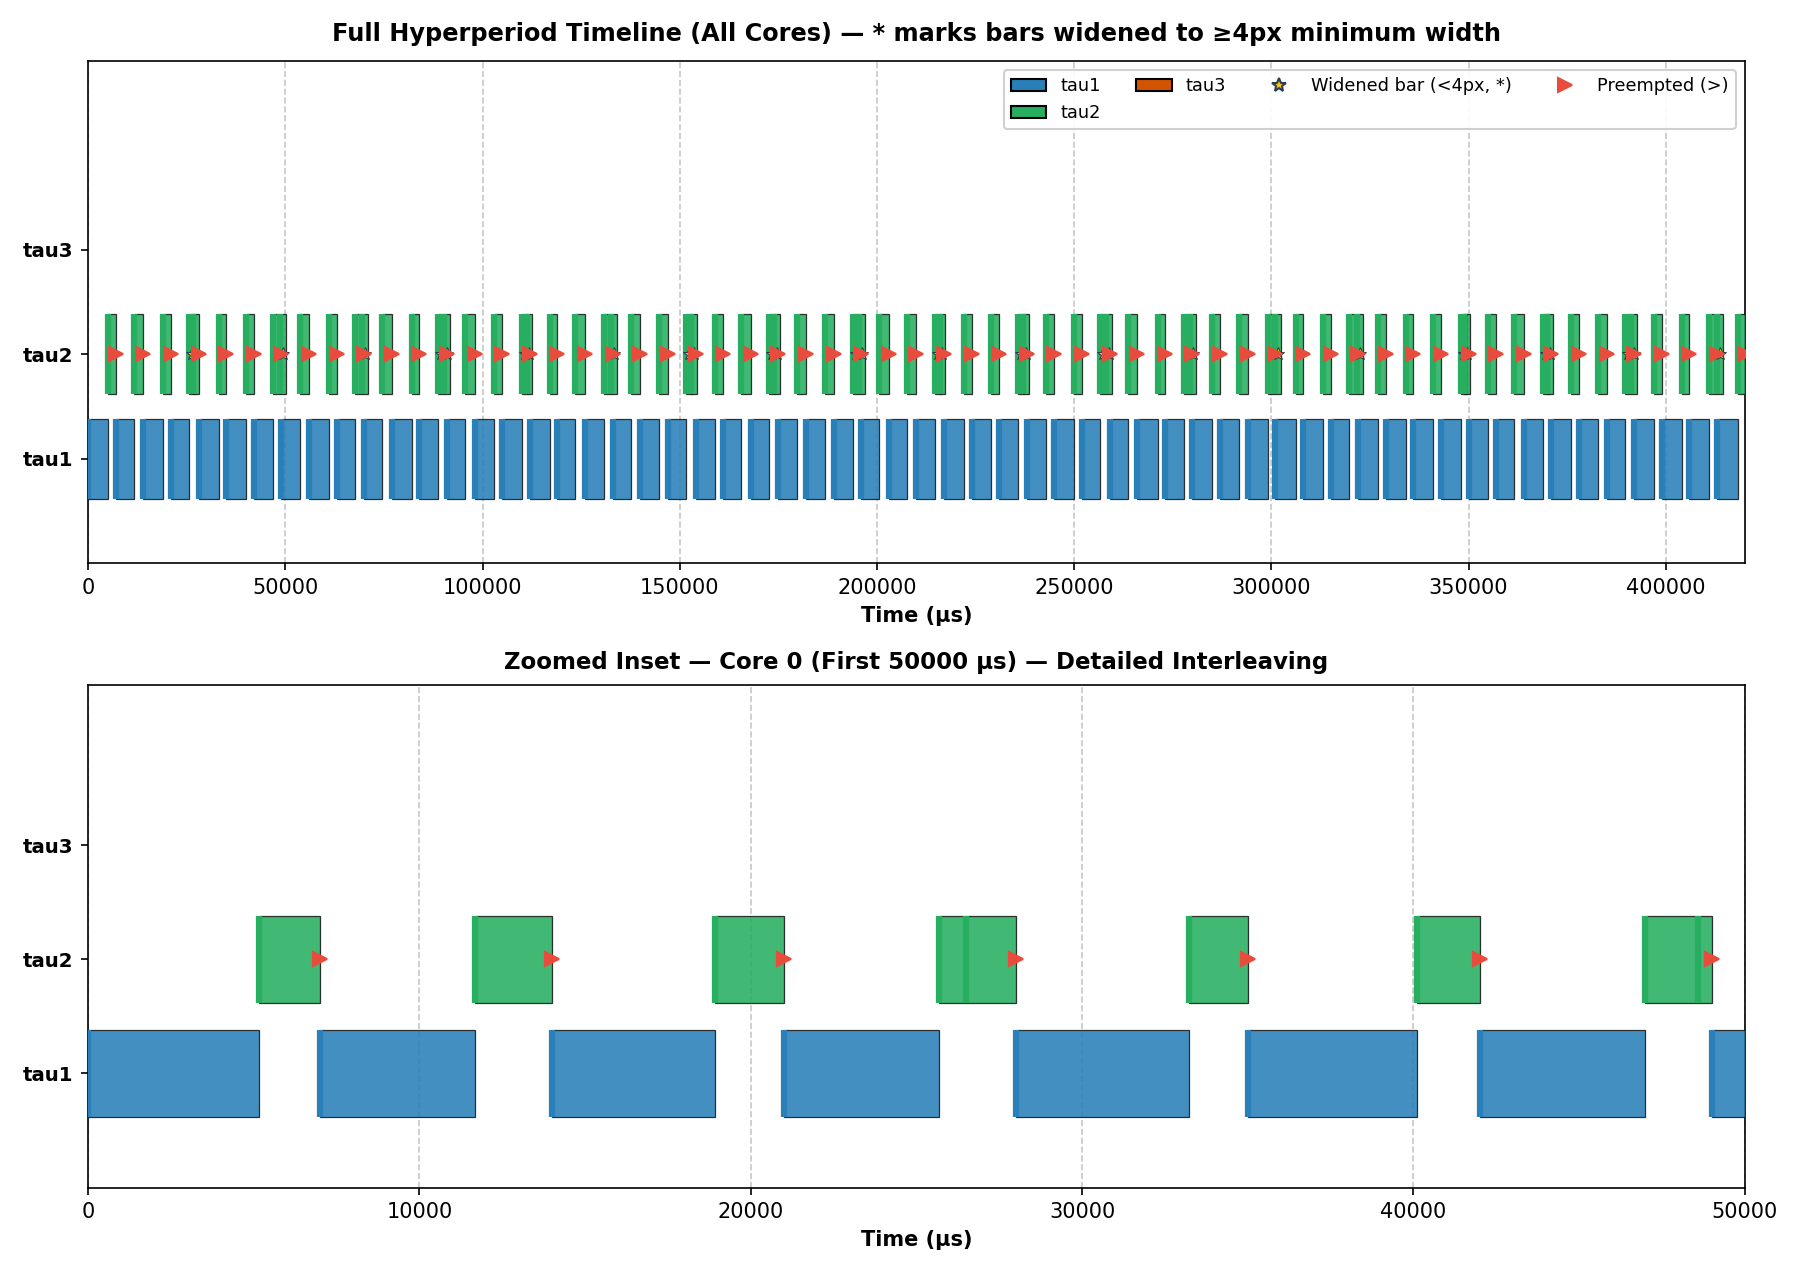 Full Hyperperiod Timeline (All Cores) — * marks bars widened to ≥4px minimum width
tau1 tau3 Widened bar (<4px, *) Preempted (>)
tau2
tau3
tau2
tau1
0 50000 100000 150000 200000 250000 300000 350000 400000
Time (µs)
Zoomed Inset — Core 0 (First 50000 µs) — Detailed Interleaving
tau3
tau2
tau1
0 10000 20000 30000 40000 50000
Time (µs)